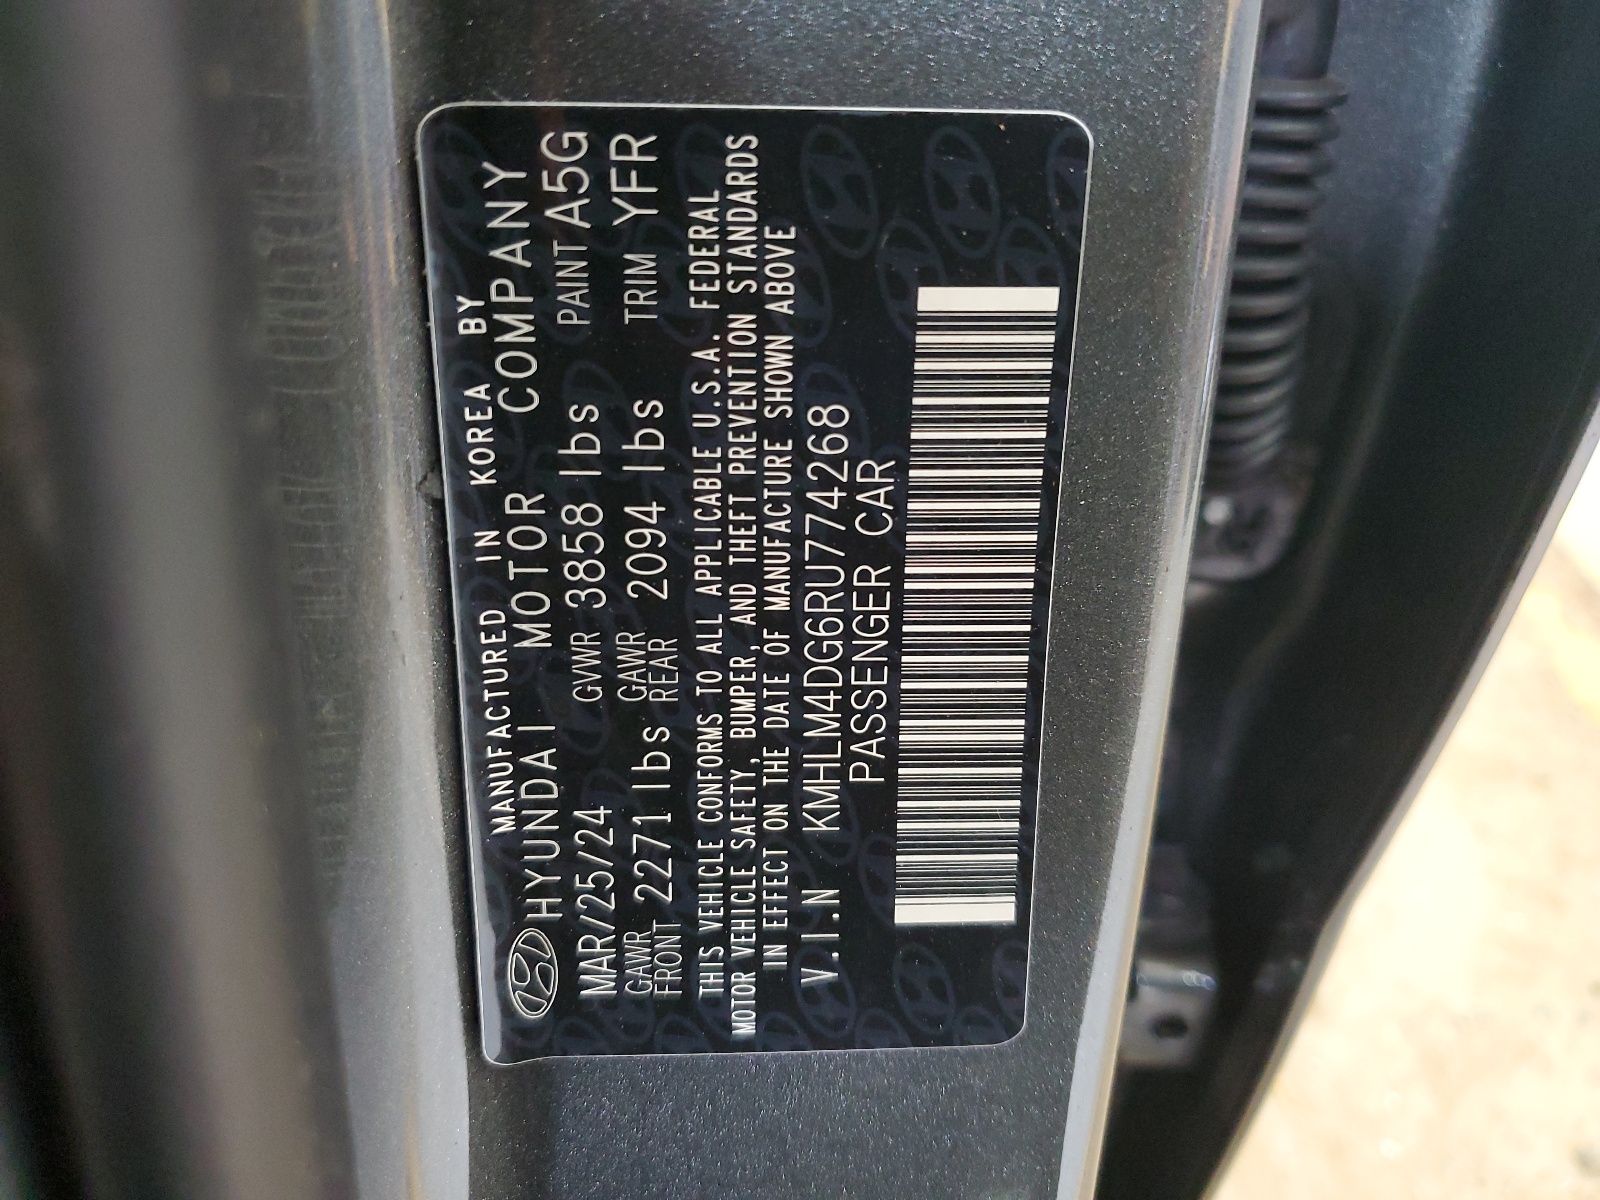 MANUFACTURED IN KOREA BY
HYUNDAI MOTOR COMPANY
MAR/25/24 GVWR 3858 lbs PAINT A5G
GAWR FRONT 2271 lbs GAWR REAR 2094 lbs TRIM YFR
THIS VEHICLE CONFORMS TO ALL APPLICABLE U.S.A. FEDERAL
MOTOR VEHICLE SAFETY, BUMPER, AND THEFT PREVENTION STANDARDS
IN EFFECT ON THE DATE OF MANUFACTURE SHOWN ABOVE
V.I.N KMHLM4DG6RU774268
PASSENGER CAR